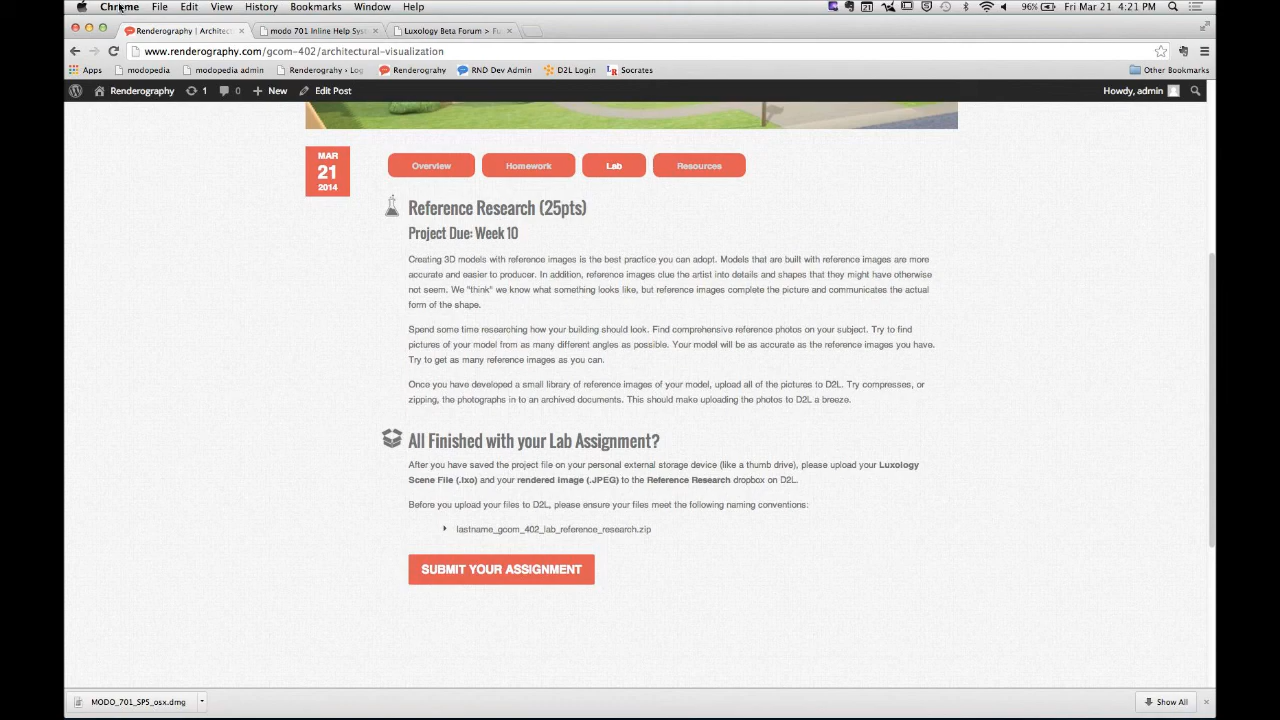 Chrome File Edit View History Bookmarks Window Help 21 96% Fri Mar 21 4:21 PM
Renderography | Architect modo 701 Inline Help Syst Luxology Beta Forum > Fu
www.renderography.com/gcom-402/architectural-visualization
Apps modopedia modopedia admin Renderograhy › Log Renderograhy RND Dev Admin D2L Login Socrates Other Bookmarks
Renderography 1 0 + New Edit Post Howdy, admin
MAR
21
2014
Overview Homework Lab Resources
Reference Research (25pts)
Project Due: Week 10
Creating 3D models with reference images is the best practice you can adopt. Models that are built with reference images are more
accurate and easier to producer. In addition, reference images clue the artist into details and shapes that they might have otherwise
not seem. We "think" we know what something looks like, but reference images complete the picture and communicates the actual
form of the shape.
Spend some time researching how your building should look. Find comprehensive reference photos on your subject. Try to find
pictures of your model from as many different angles as possible. Your model will be as accurate as the reference images you have.
Try to get as many reference images as you can.
Once you have developed a small library of reference images of your model, upload all of the pictures to D2L. Try compresses, or
zipping, the photographs in to an archived documents. This should make uploading the photos to D2L a breeze.
All Finished with your Lab Assignment?
After you have saved the project file on your personal external storage device (like a thumb drive), please upload your Luxology
Scene File (.lxo) and your rendered image (.JPEG) to the Reference Research dropbox on D2L.
Before you upload your files to D2L, please ensure your files meet the following naming conventions:
lastname_gcom_402_lab_reference_research.zip
SUBMIT YOUR ASSIGNMENT
MODO_701_SP5_osx.dmg Show All